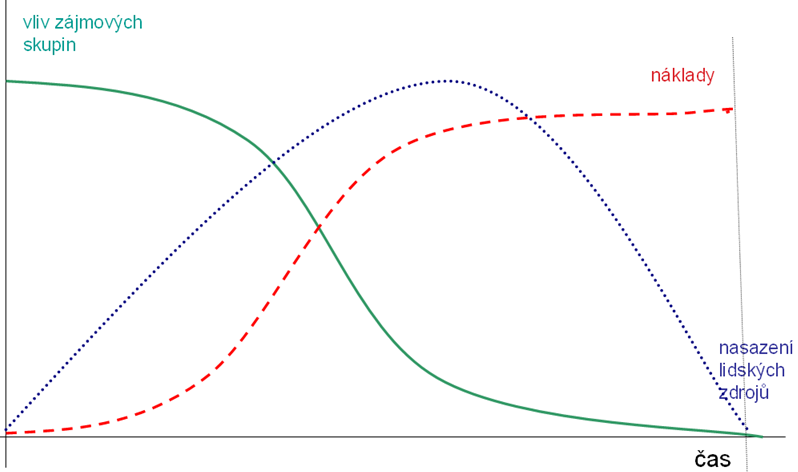 vliv zájmových
skupin
náklady
nasazení
lidských
zdrojů
čas